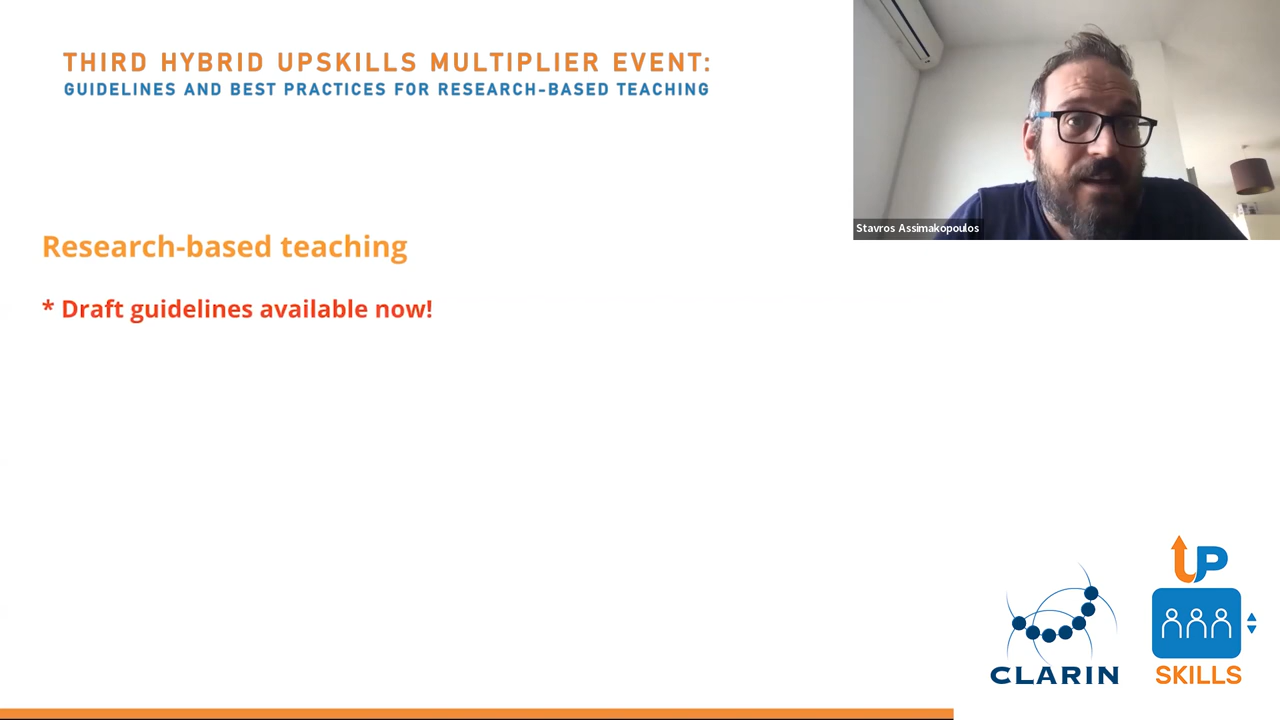 THIRD HYBRID UPSKILLS MULTIPLIER EVENT:
GUIDELINES AND BEST PRACTICES FOR RESEARCH-BASED TEACHING
Stavros Assimakopoulos
Research-based teaching
* Draft guidelines available now!
CLARIN
UP
SKILLS